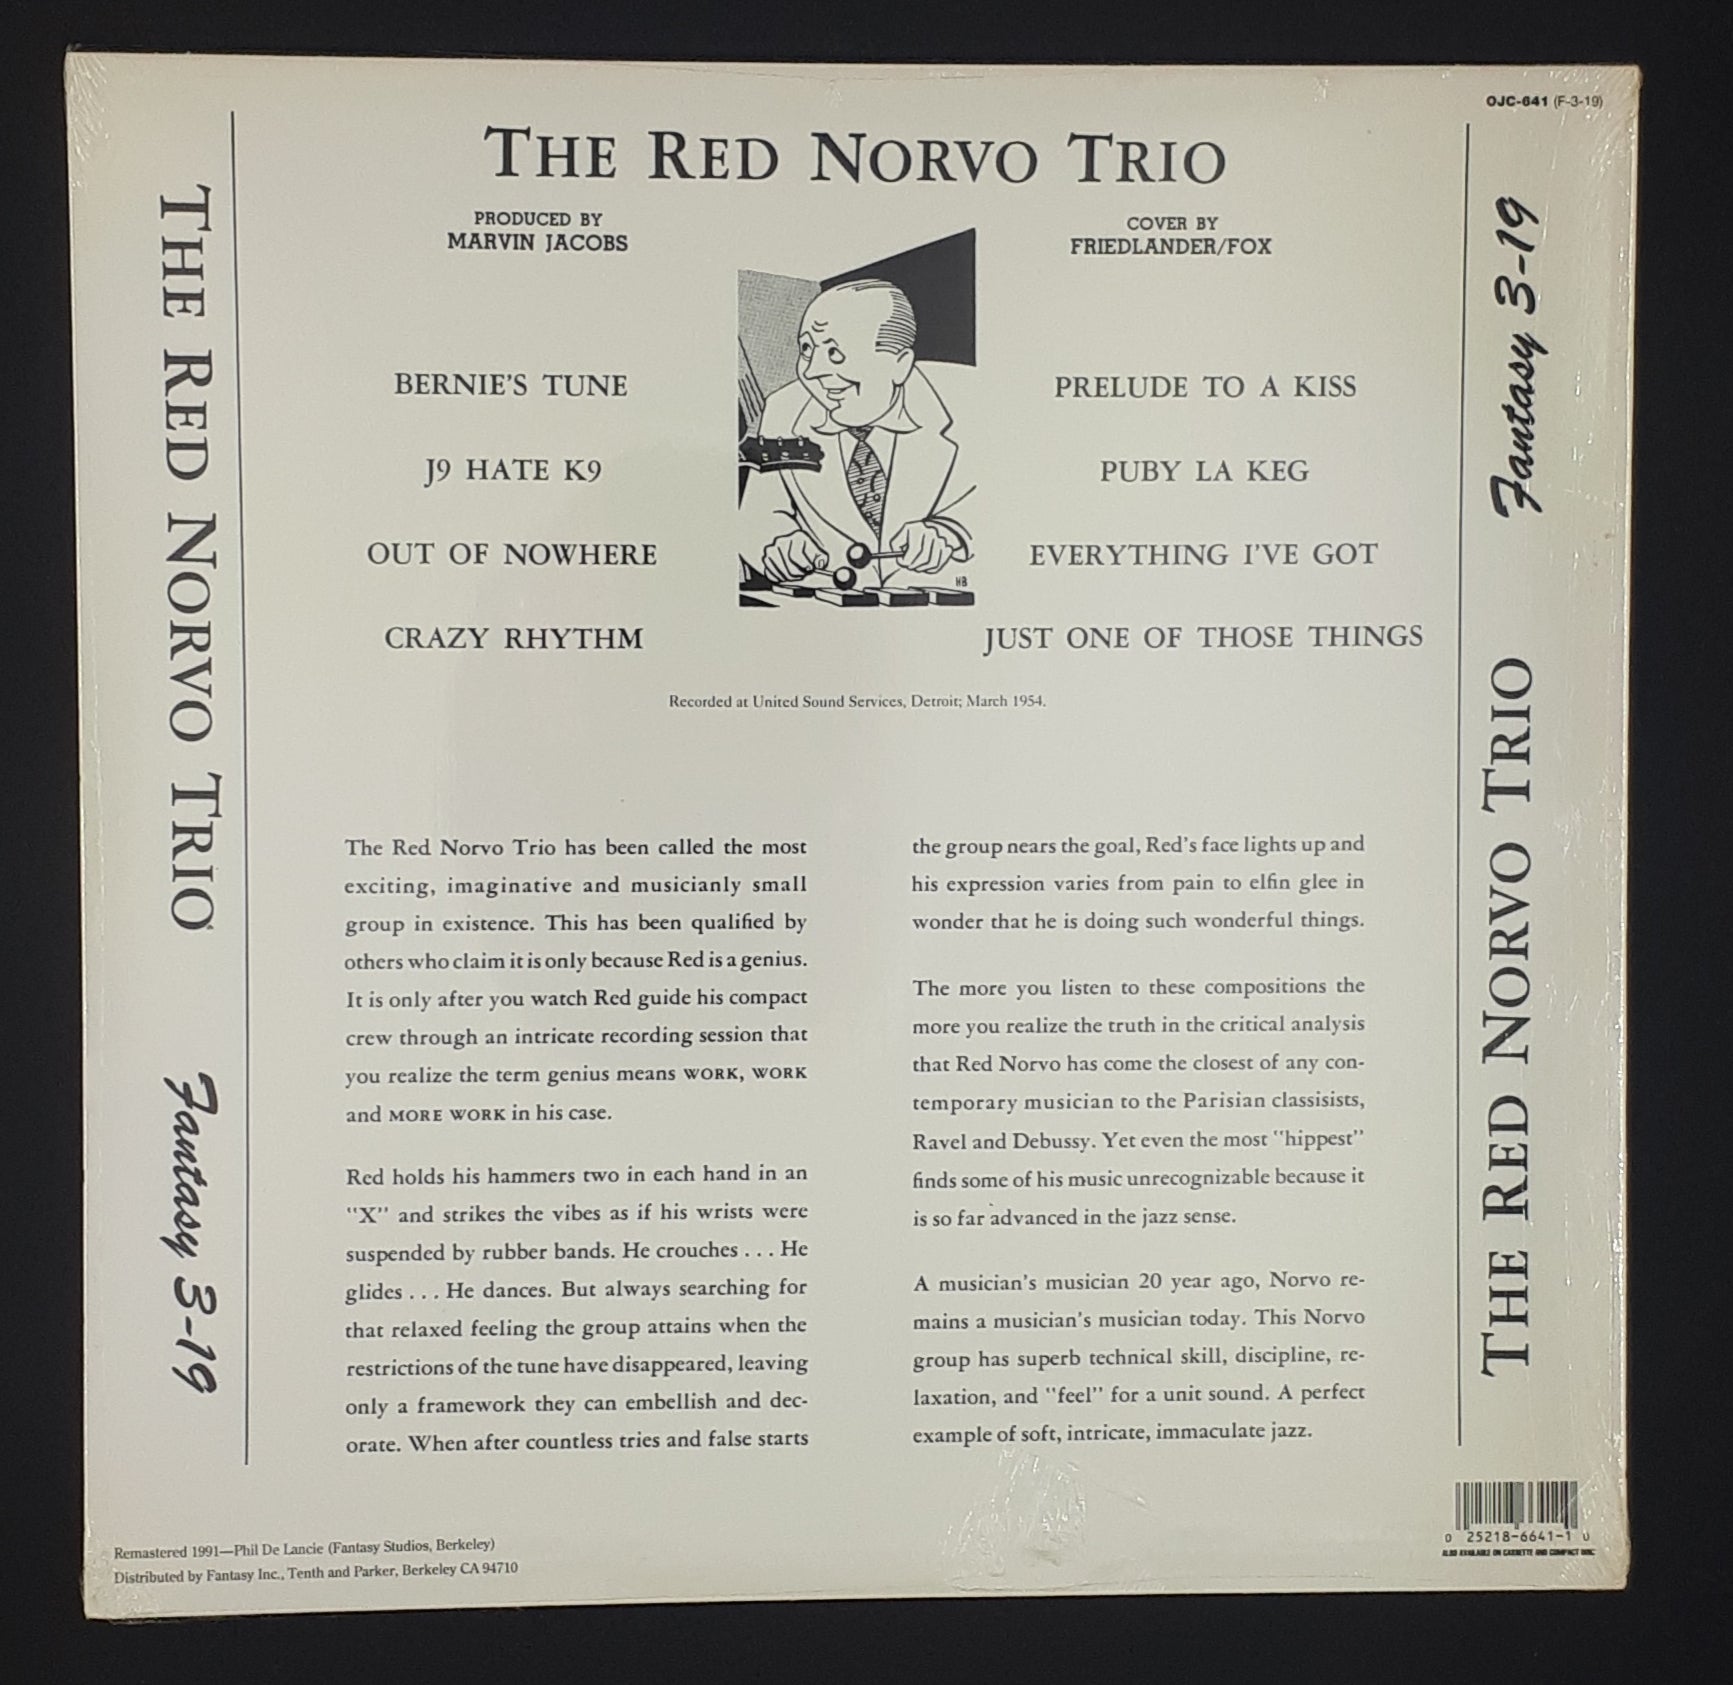 OJC-641 (F-3-19)
THE RED NORVO TRIO
PRODUCED BY
MARVIN JACOBS
COVER BY
FRIEDLANDER/FOX
BERNIE'S TUNE
J9 HATE K9
OUT OF NOWHERE
CRAZY RHYTHM
HB
PRELUDE TO A KISS
PUBY LA KEG
EVERYTHING I'VE GOT
JUST ONE OF THOSE THINGS
Recorded at United Sound Services, Detroit; March 1954.
The Red Norvo Trio has been called the most
exciting, imaginative and musicianly small
group in existence. This has been qualified by
others who claim it is only because Red is a genius.
It is only after you watch Red guide his compact
crew through an intricate recording session that
you realize the term genius means WORK, WORK
and MORE WORK in his case.
Red holds his hammers two in each hand in an
"X" and strikes the vibes as if his wrists were
suspended by rubber bands. He crouches . . . He
glides . . . He dances. But always searching for
that relaxed feeling the group attains when the
restrictions of the tune have disappeared, leaving
only a framework they can embellish and dec-
orate. When after countless tries and false starts
the group nears the goal, Red's face lights up and
his expression varies from pain to elfin glee in
wonder that he is doing such wonderful things.
The more you listen to these compositions the
more you realize the truth in the critical analysis
that Red Norvo has come the closest of any con-
temporary musician to the Parisian classisists,
Ravel and Debussy. Yet even the most "hippest"
finds some of his music unrecognizable because it
is so far advanced in the jazz sense.
A musician's musician 20 year ago, Norvo re-
mains a musician's musician today. This Norvo
group has superb technical skill, discipline, re-
laxation, and "feel" for a unit sound. A perfect
example of soft, intricate, immaculate jazz.
THE RED NORVO TRIO Fantasy 3-19
THE RED NORVO TRIO Fantasy 3-19
Remastered 1991—Phil De Lancie (Fantasy Studios, Berkeley)
Distributed by Fantasy Inc., Tenth and Parker, Berkeley CA 94710
0 25218-6641-1 0
ALSO AVAILABLE ON CASSETTE AND COMPACT DISC